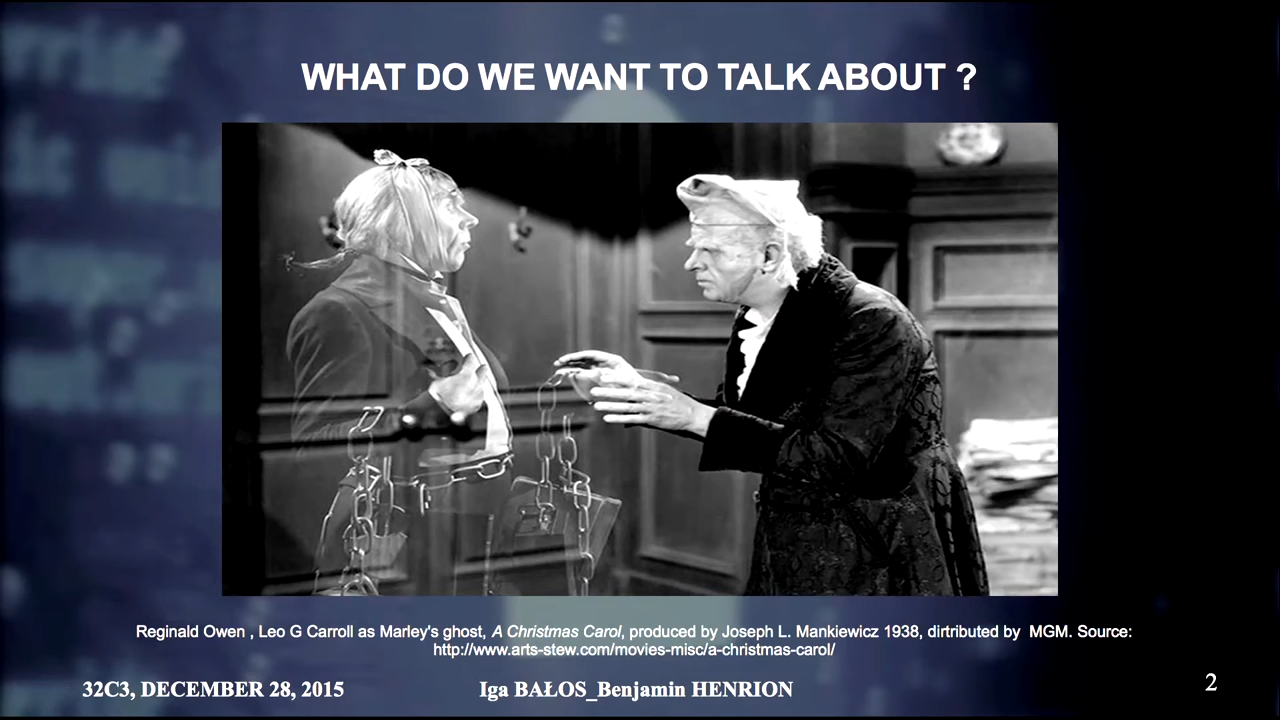 WHAT DO WE WANT TO TALK ABOUT ?
Reginald Owen , Leo G Carroll as Marley's ghost, A Christmas Carol, produced by Joseph L. Mankiewicz 1938, dirtributed by MGM. Source:
http://www.arts-stew.com/movies-misc/a-christmas-carol/
32C3, DECEMBER 28, 2015
Iga BAŁOS_Benjamin HENRION
2